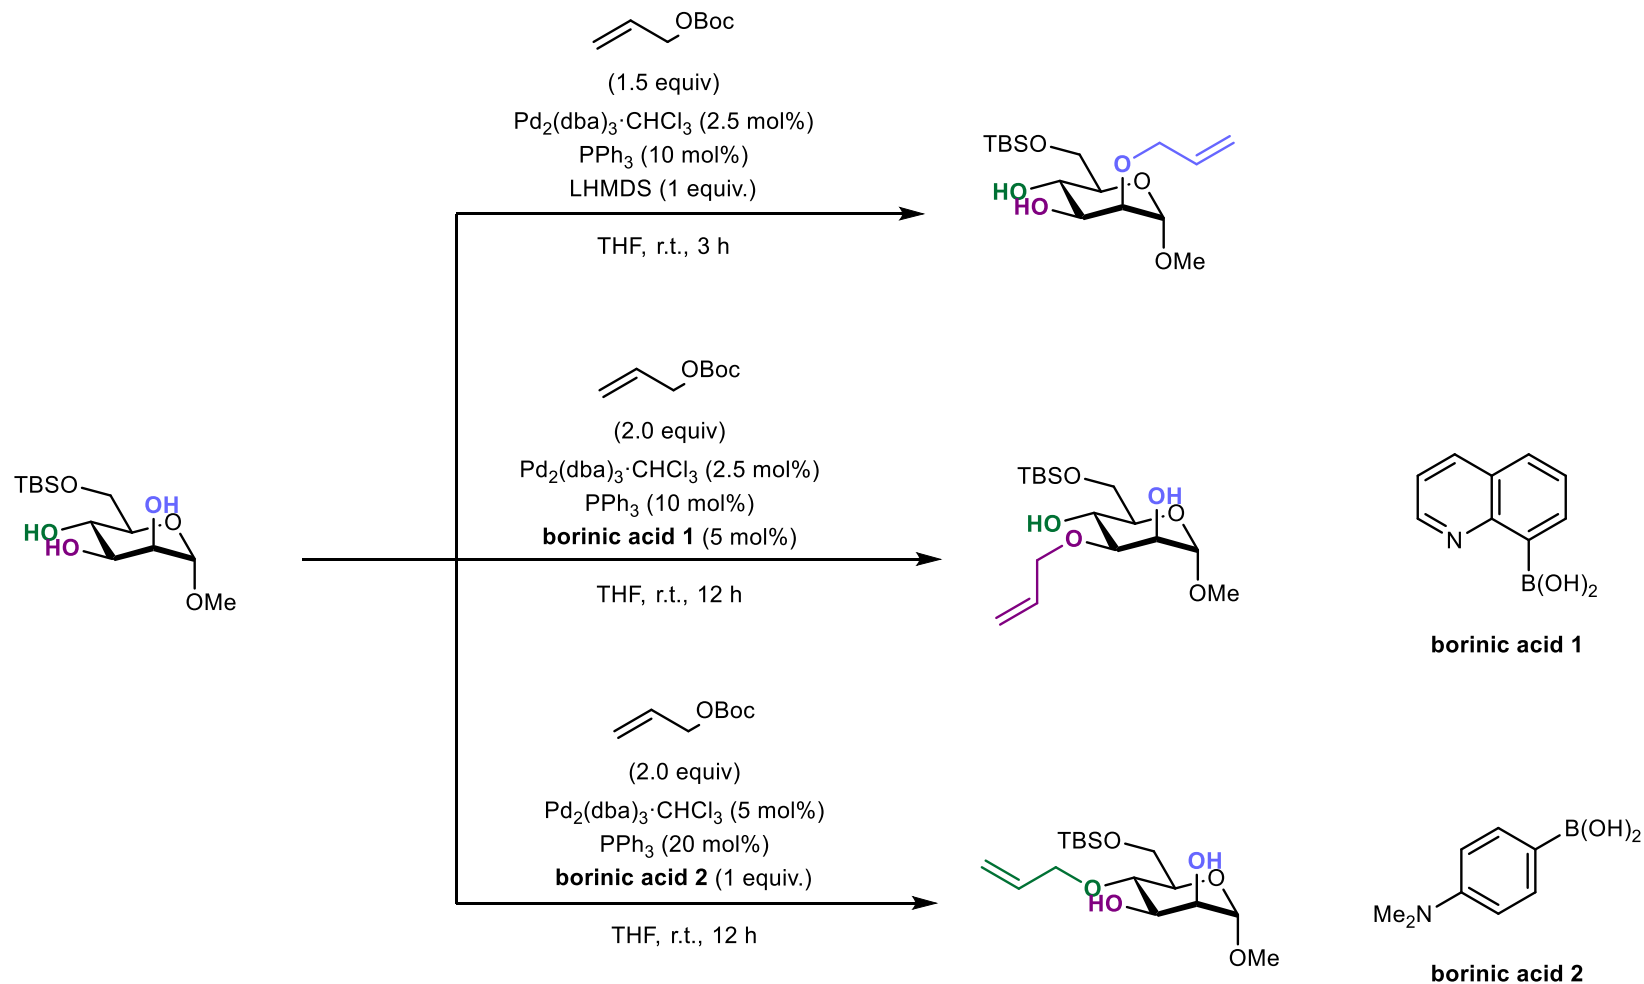 OBoc
(1.5 equiv)
Pd₂(dba)₃·CHCl₃ (2.5 mol%)
PPh₃ (10 mol%)
LHMDS (1 equiv.)
THF, r.t., 3 h
TBSO
O
O
HO
HO
OMe
OBoc
(2.0 equiv)
Pd₂(dba)₃·CHCl₃ (2.5 mol%)
PPh₃ (10 mol%)
borinic acid 1 (5 mol%)
THF, r.t., 12 h
TBSO
OH
O
HO
HO
OMe
TBSO
OH
O
HO
O
OMe
N
B(OH)₂
borinic acid 1
OBoc
(2.0 equiv)
Pd₂(dba)₃·CHCl₃ (5 mol%)
PPh₃ (20 mol%)
borinic acid 2 (1 equiv.)
THF, r.t., 12 h
TBSO
OH
O
O
HO
OMe
B(OH)₂
Me₂N
borinic acid 2